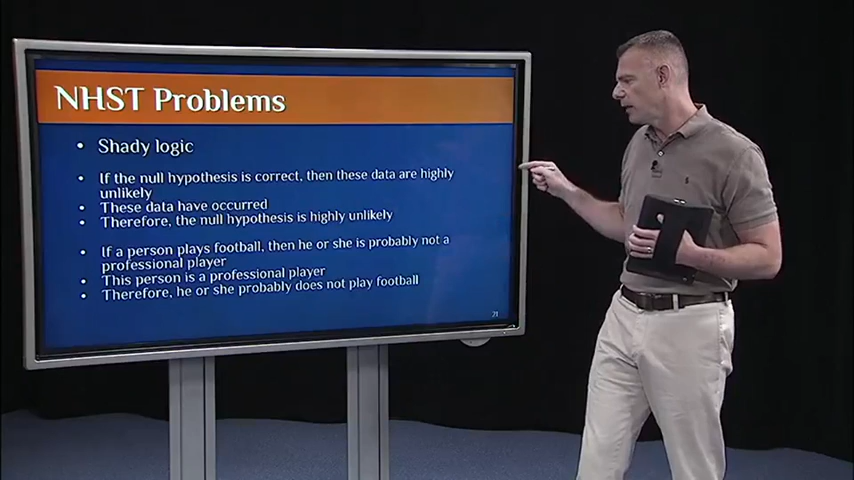 NHST Problems
• Shady logic
• If the null hypothesis is correct, then these data are highly
unlikely
• These data have occurred
• Therefore, the null hypothesis is highly unlikely
• If a person plays football, then he or she is probably not a
professional player
• This person is a professional player
• Therefore, he or she probably does not play football
21